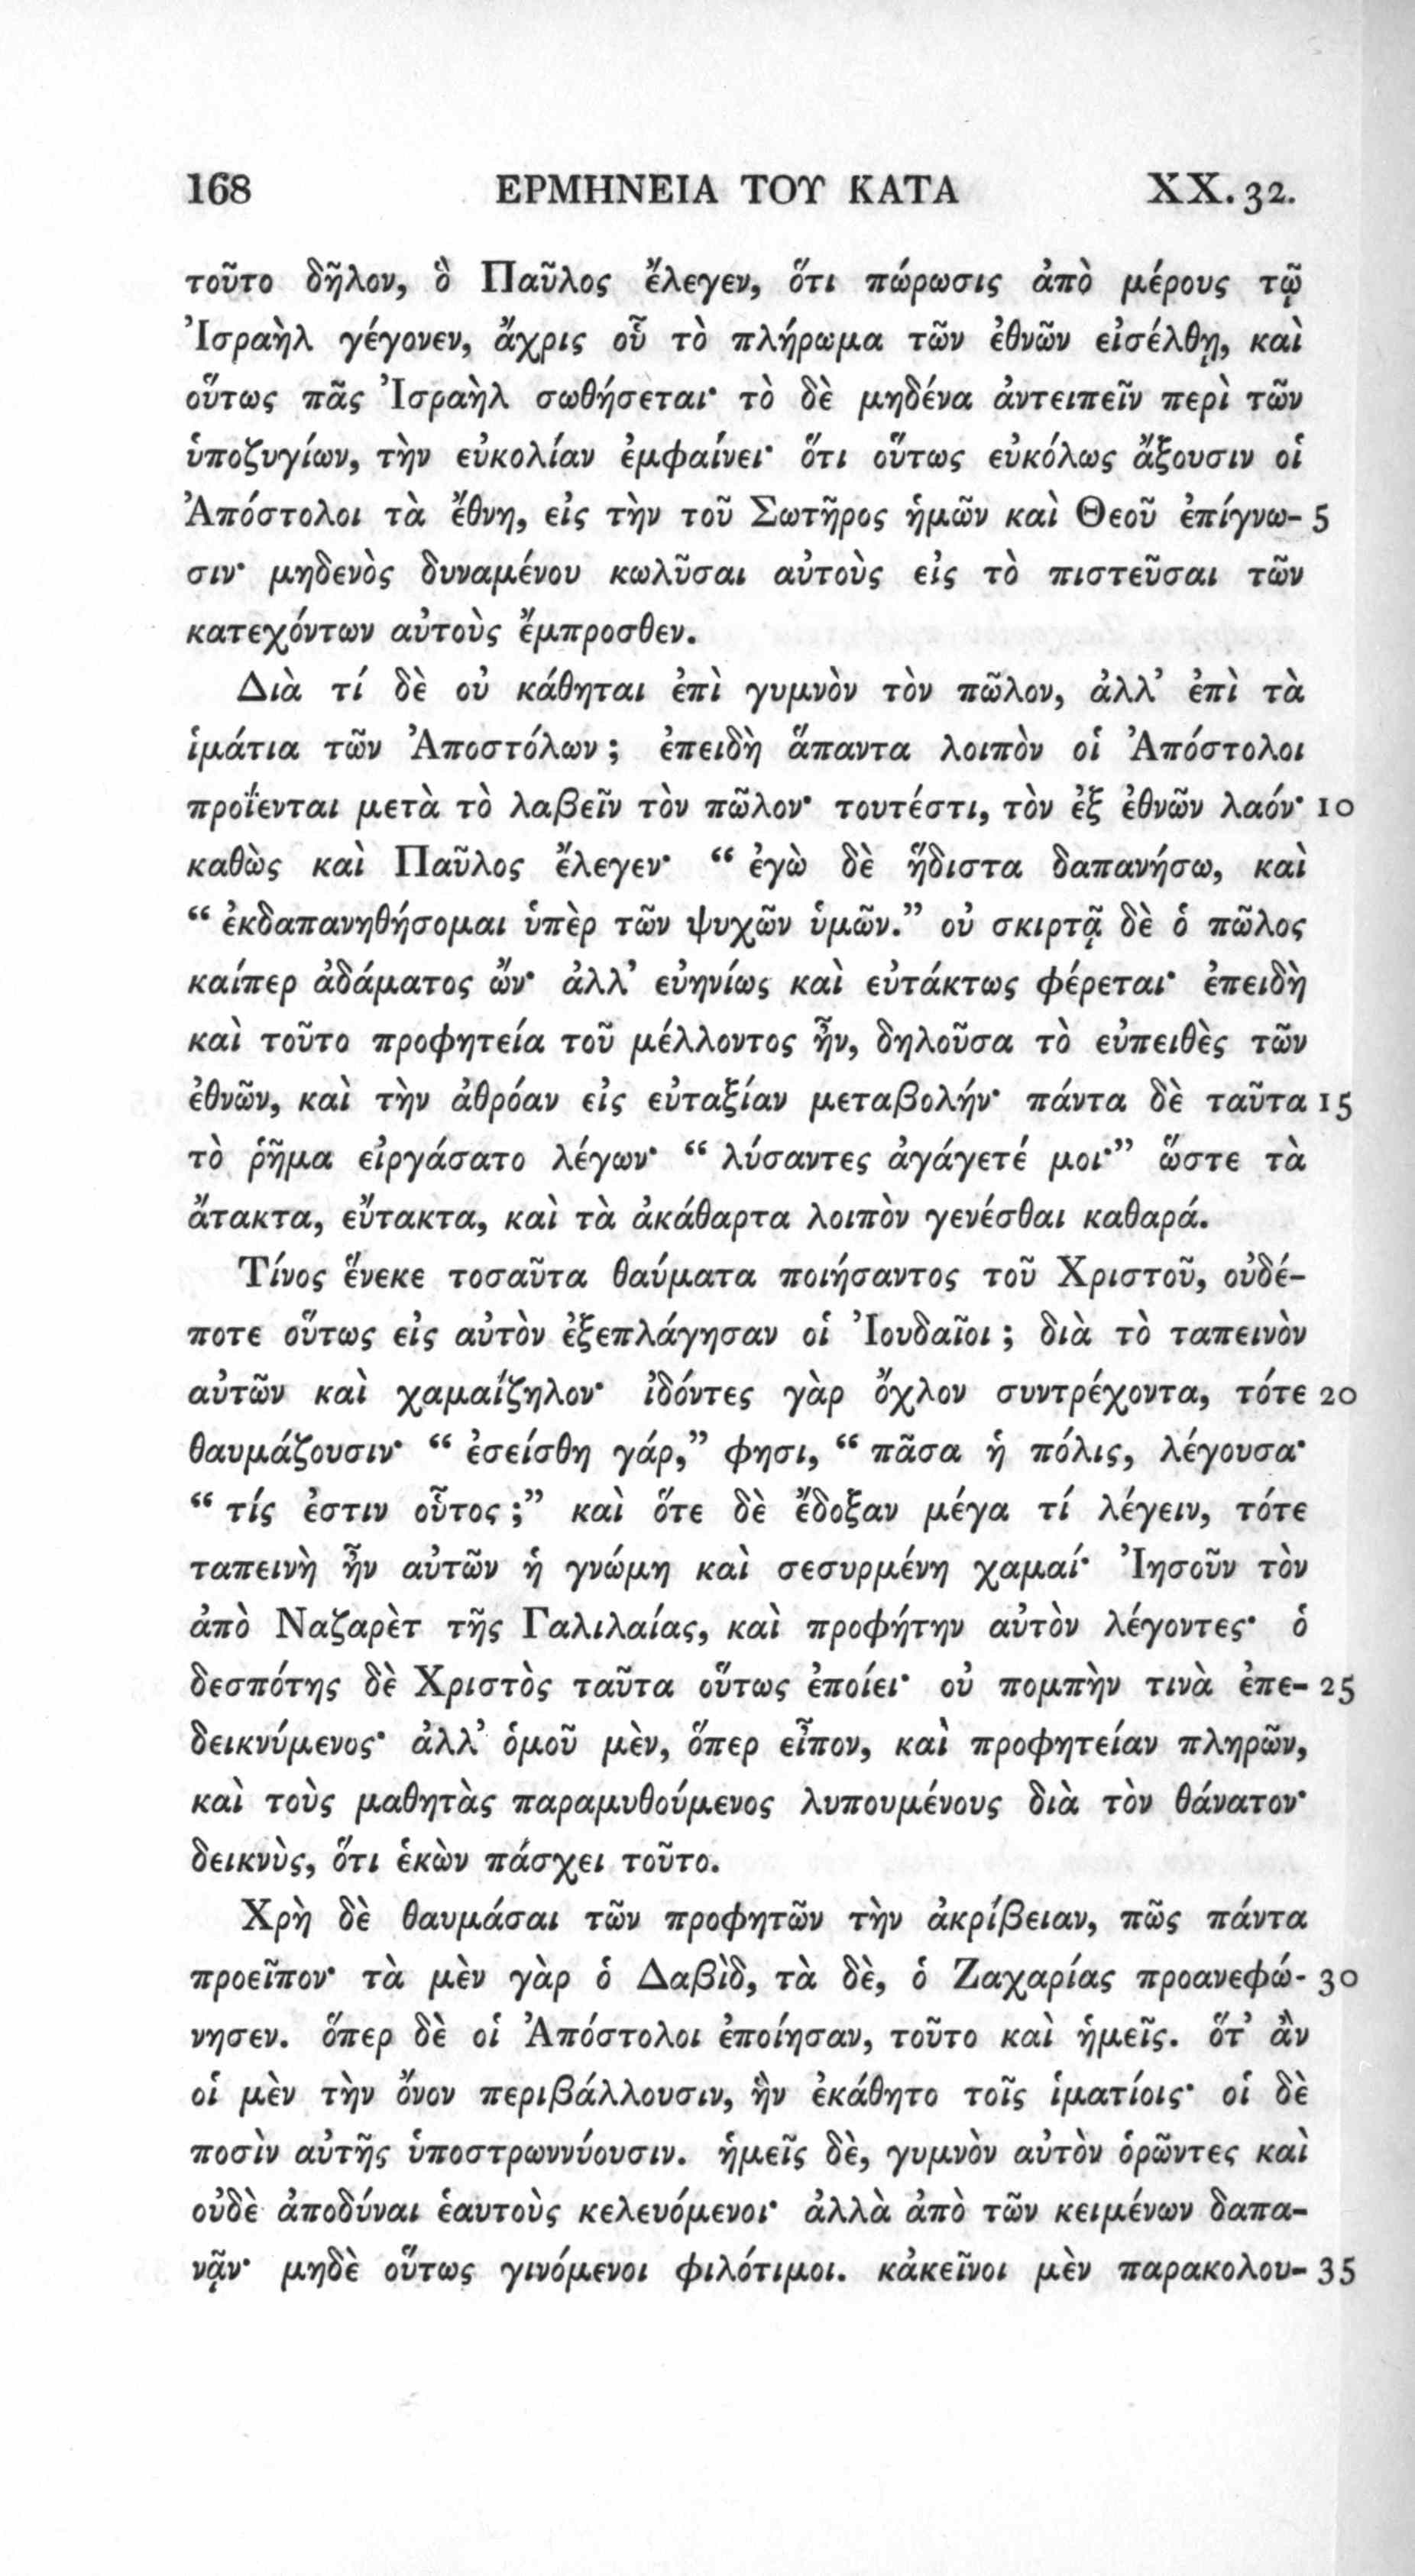 168 ΕΡΜΗΝΕΙΑ ΤΟΥ ΚΑΤΑ XX. 32.
τοῦτο δῆλον, ὃ Παῦλος ἔλεγεν, ὅτι πώρωσις ἀπὸ μέρους τῷ
Ἰσραὴλ γέγονεν, ἄχρις οὗ τὸ πλήρωμα τῶν ἐθνῶν εἰσέλθῃ, καὶ
οὕτως πᾶς Ἰσραὴλ σωθήσεται· τὸ δὲ μηδένα ἀντειπεῖν περὶ τῶν
ὑποζυγίων, τὴν εὐκολίαν ἐμφαίνει· ὅτι οὕτως εὐκόλως ἄξουσιν οἱ
Ἀπόστολοι τὰ ἔθνη, εἰς τὴν τοῦ Σωτῆρος ἡμῶν καὶ Θεοῦ ἐπίγνω- 5
σιν· μηδενὸς δυναμένου κωλῦσαι αὐτοὺς εἰς τὸ πιστεῦσαι τῶν
κατεχόντων αὐτοὺς ἔμπροσθεν.
Διὰ τί δὲ οὐ κάθηται ἐπὶ γυμνὸν τὸν πῶλον, ἀλλ’ ἐπὶ τὰ
ἱμάτια τῶν Ἀποστόλων; ἐπειδὴ ἅπαντα λοιπὸν οἱ Ἀπόστολοι
προΐενται μετὰ τὸ λαβεῖν τὸν πῶλον· τουτέστι, τὸν ἐξ ἐθνῶν λαόν· 10
καθὼς καὶ Παῦλος ἔλεγεν· “ ἐγὼ δὲ ἥδιστα δαπανήσω, καὶ
“ ἐκδαπανηθήσομαι ὑπὲρ τῶν ψυχῶν ὑμῶν.” οὐ σκιρτᾷ δὲ ὁ πῶλος
καίπερ ἀδάματος ὤν· ἀλλ’ εὐηνίως καὶ εὐτάκτως φέρεται· ἐπειδὴ
καὶ τοῦτο προφητεία τοῦ μέλλοντος ἦν, δηλοῦσα τὸ εὐπειθὲς τῶν
ἐθνῶν, καὶ τὴν ἀθρόαν εἰς εὐταξίαν μεταβολήν· πάντα δὲ ταῦτα 15
τὸ ῥῆμα εἰργάσατο λέγων· “ λύσαντες ἀγάγετέ μοι·” ὥστε τὰ
ἄτακτα, εὔτακτα, καὶ τὰ ἀκάθαρτα λοιπὸν γενέσθαι καθαρά.
Τίνος ἕνεκε τοσαῦτα θαύματα ποιήσαντος τοῦ Χριστοῦ, οὐδέ-
ποτε οὕτως εἰς αὐτὸν ἐξεπλάγησαν οἱ Ἰουδαῖοι; διὰ τὸ ταπεινὸν
αὐτῶν καὶ χαμαίζηλον· ἰδόντες γὰρ ὄχλον συντρέχοντα, τότε 20
θαυμάζουσιν· “ ἐσείσθη γάρ,” φησι, “ πᾶσα ἡ πόλις, λέγουσα·
“ τίς ἐστιν οὗτος;” καὶ ὅτε δὲ ἔδοξαν μέγα τί λέγειν, τότε
ταπεινὴ ἦν αὐτῶν ἡ γνώμη καὶ σεσυρμένη χαμαί· Ἰησοῦν τὸν
ἀπὸ Ναζαρὲτ τῆς Γαλιλαίας, καὶ προφήτην αὐτὸν λέγοντες· ὁ
δεσπότης δὲ Χριστὸς ταῦτα οὕτως ἐποίει· οὐ πομπὴν τινὰ ἐπε- 25
δεικνύμενος· ἀλλ’ ὁμοῦ μὲν, ὅπερ εἶπον, καὶ προφητείαν πληρῶν,
καὶ τοὺς μαθητὰς παραμυθούμενος λυπουμένους διὰ τὸν θάνατον·
δεικνὺς, ὅτι ἑκὼν πάσχει τοῦτο.
Χρὴ δὲ θαυμάσαι τῶν προφητῶν τὴν ἀκρίβειαν, πῶς πάντα
προεῖπον· τὰ μὲν γὰρ ὁ Δαβὶδ, τὰ δὲ, ὁ Ζαχαρίας προανεφώ- 30
νησεν. ὅπερ δὲ οἱ Ἀπόστολοι ἐποίησαν, τοῦτο καὶ ἡμεῖς. ὅτ’ ἂν
οἱ μὲν τὴν ὄνον περιβάλλουσιν, ἣν ἐκάθητο τοῖς ἱματίοις· οἱ δὲ
ποσὶν αὐτῆς ὑποστρωννύουσιν. ἡμεῖς δὲ, γυμνὸν αὐτὸν ὁρῶντες καὶ
οὐδὲ ἀποδύναι ἑαυτοὺς κελευόμενοι· ἀλλὰ ἀπὸ τῶν κειμένων δαπα-
νᾷν· μηδὲ οὕτως γινόμενοι φιλότιμοι. κἀκεῖνοι μὲν παρακολου- 35